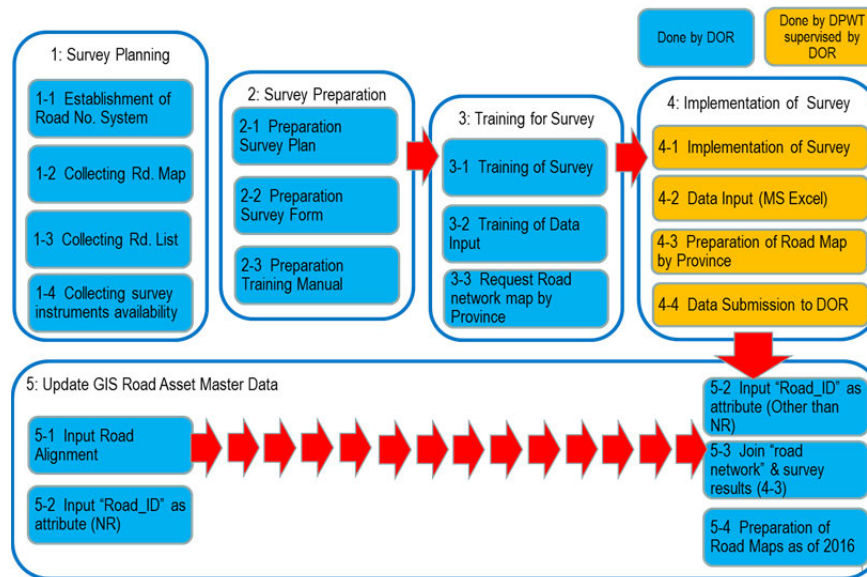 Done by DOR
Done by DPWT
supervised by
DOR
1: Survey Planning
1-1 Establishment of
Road No. System
1-2 Collecting Rd. Map
1-3 Collecting Rd. List
1-4 Collecting survey
instruments availability
2: Survey Preparation
2-1 Preparation
Survey Plan
2-2 Preparation
Survey Form
2-3 Preparation
Training Manual
3: Training for Survey
3-1 Training of Survey
3-2 Training of Data
Input
3-3 Request Road
network map by
Province
4: Implementation of Survey
4-1 Implementation of Survey
4-2 Data Input (MS Excel)
4-3 Preparation of Road Map
by Province
4-4 Data Submission to DOR
5: Update GIS Road Asset Master Data
5-1 Input Road
Alignment
5-2 Input “Road_ID” as
attribute (NR)
5-2 Input “Road_ID” as
attribute (Other than
NR)
5-3 Join “road
network” & survey
results (4-3)
5-4 Preparation of
Road Maps as of 2016